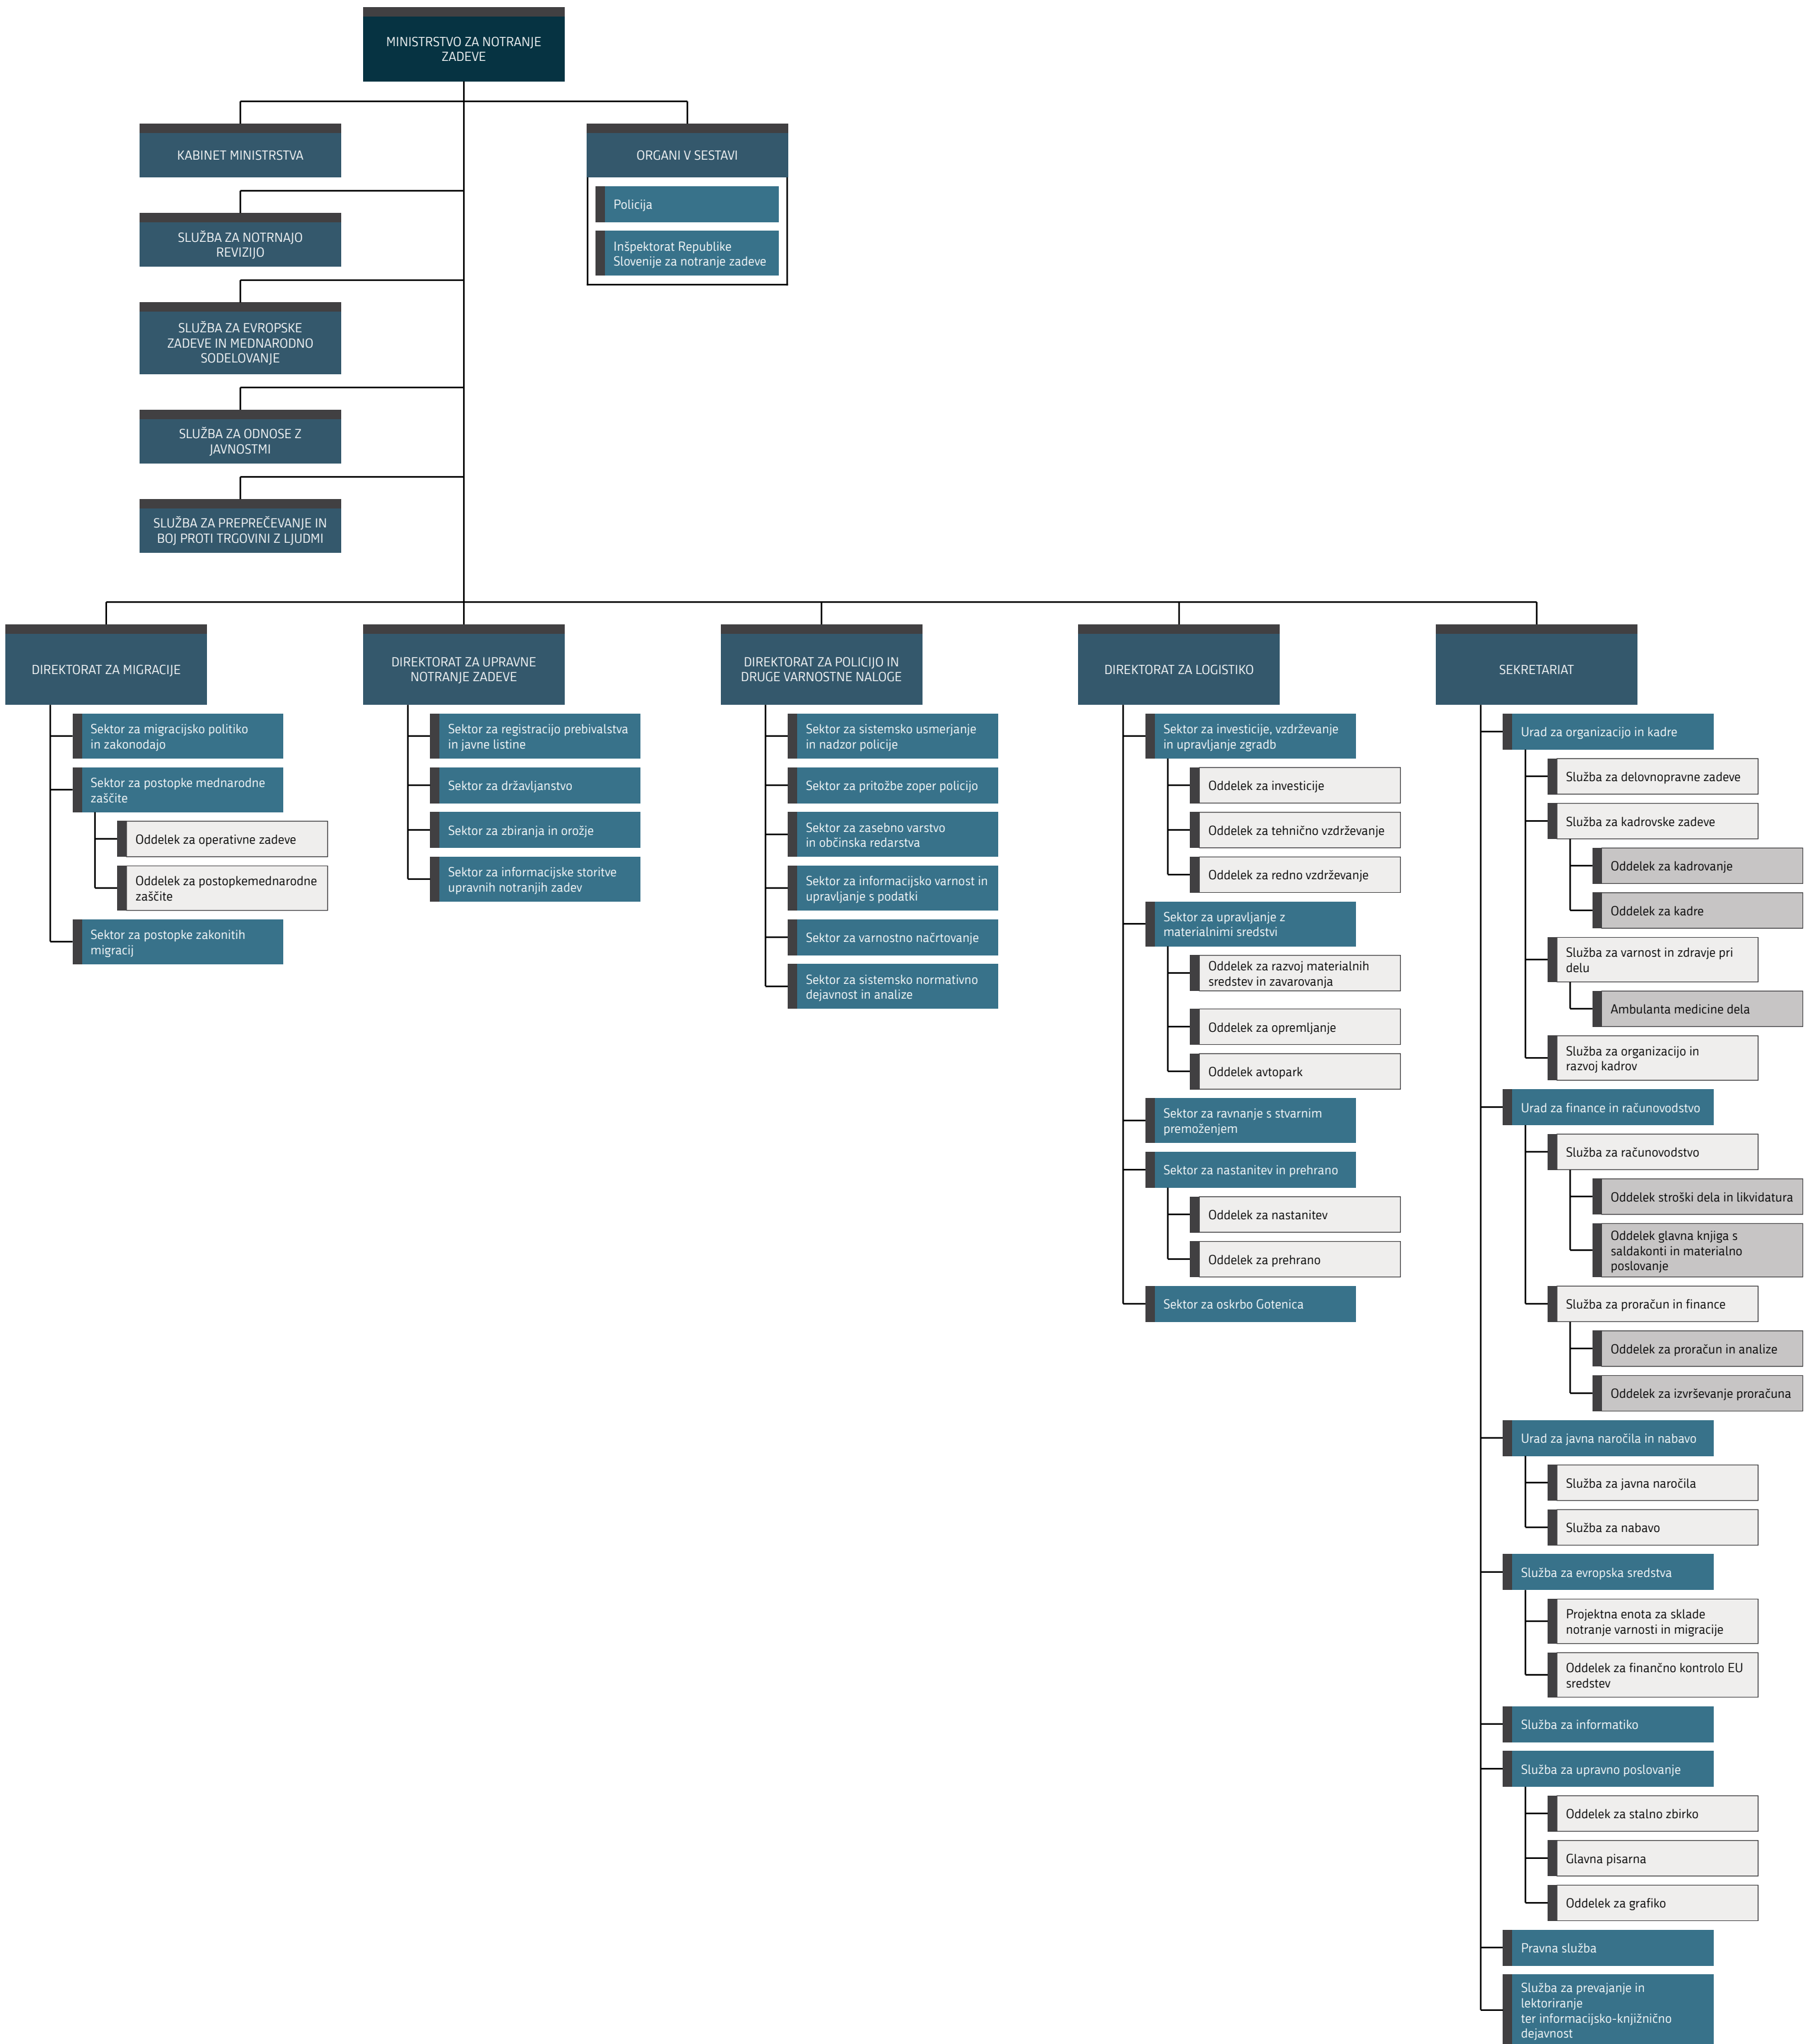 MINISTRSTVO ZA NOTRANJE
ZADEVE
KABINET MINISTRSTVA
ORGANI V SESTAVI
Policija
Inšpektorat Republike
Slovenije za notranje zadeve
SLUŽBA ZA NOTRNAJO
REVIZIJO
SLUŽBA ZA EVROPSKE
ZADEVE IN MEDNARODNO
SODELOVANJE
SLUŽBA ZA ODNOSE Z
JAVNOSTMI
SLUŽBA ZA PREPREČEVANJE IN
BOJ PROTI TRGOVINI Z LJUDMI
DIREKTORAT ZA MIGRACIJE
Sektor za migracijsko politiko
in zakonodajo
Sektor za postopke mednarodne
zaščite
Oddelek za operativne zadeve
Oddelek za postopkemednarodne
zaščite
Sektor za postopke zakonitih
migracij
DIREKTORAT ZA UPRAVNE
NOTRANJE ZADEVE
Sektor za registracijo prebivalstva
in javne listine
Sektor za državljanstvo
Sektor za zbiranja in orožje
Sektor za informacijske storitve
upravnih notranjih zadev
DIREKTORAT ZA POLICIJO IN
DRUGE VARNOSTNE NALOGE
Sektor za sistemsko usmerjanje
in nadzor policije
Sektor za pritožbe zoper policijo
Sektor za zasebno varstvo
in občinska redarstva
Sektor za informacijsko varnost in
upravljanje s podatki
Sektor za varnostno načrtovanje
Sektor za sistemsko normativno
dejavnost in analize
DIREKTORAT ZA LOGISTIKO
Sektor za investicije, vzdrževanje
in upravljanje zgradb
Oddelek za investicije
Oddelek za tehnično vzdrževanje
Oddelek za redno vzdrževanje
Sektor za upravljanje z
materialnimi sredstvi
Oddelek za razvoj materialnih
sredstev in zavarovanja
Oddelek za opremljanje
Oddelek avtopark
Sektor za ravnanje s stvarnim
premoženjem
Sektor za nastanitev in prehrano
Oddelek za nastanitev
Oddelek za prehrano
Sektor za oskrbo Gotenica
SEKRETARIAT
Urad za organizacijo in kadre
Služba za delovnopravne zadeve
Služba za kadrovske zadeve
Oddelek za kadrovanje
Oddelek za kadre
Služba za varnost in zdravje pri
delu
Ambulanta medicine dela
Služba za organizacijo in
razvoj kadrov
Urad za finance in računovodstvo
Služba za računovodstvo
Oddelek stroški dela in likvidatura
Oddelek glavna knjiga s
saldakonti in materialno
poslovanje
Služba za proračun in finance
Oddelek za proračun in analize
Oddelek za izvrševanje proračuna
Urad za javna naročila in nabavo
Služba za javna naročila
Služba za nabavo
Služba za evropska sredstva
Projektna enota za sklade
notranje varnosti in migracije
Oddelek za finančno kontrolo EU
sredstev
Služba za informatiko
Služba za upravno poslovanje
Oddelek za stalno zbirko
Glavna pisarna
Oddelek za grafiko
Pravna služba
Služba za prevajanje in
lektoriranje
ter informacijsko-knjižnično
dejavnost